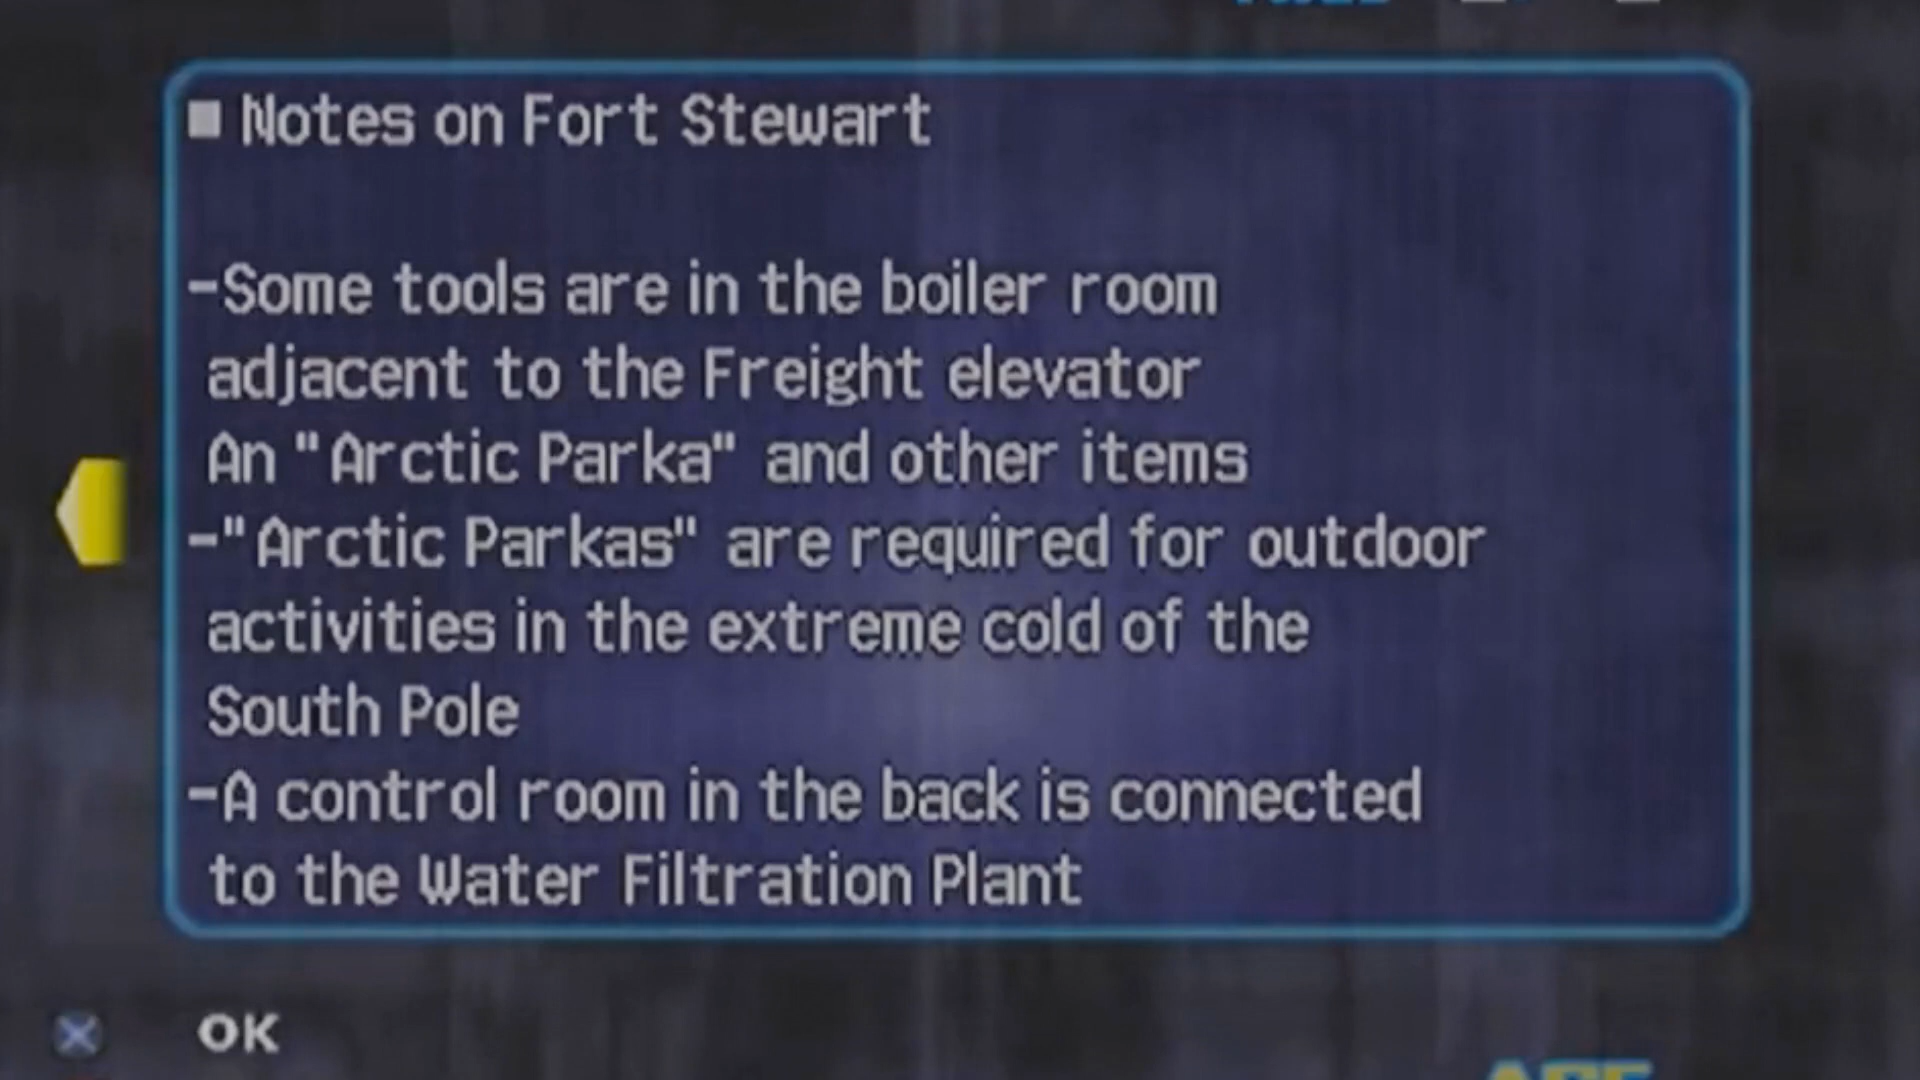 ■Notes on Fort Stewart
-Some tools are in the boiler room
adjacent to the Freight elevator
An "Arctic Parka" and other items
-"Arctic Parkas" are required for outdoor
activities in the extreme cold of the
South Pole
-A control room in the back is connected
to the Water Filtration Plant
OK